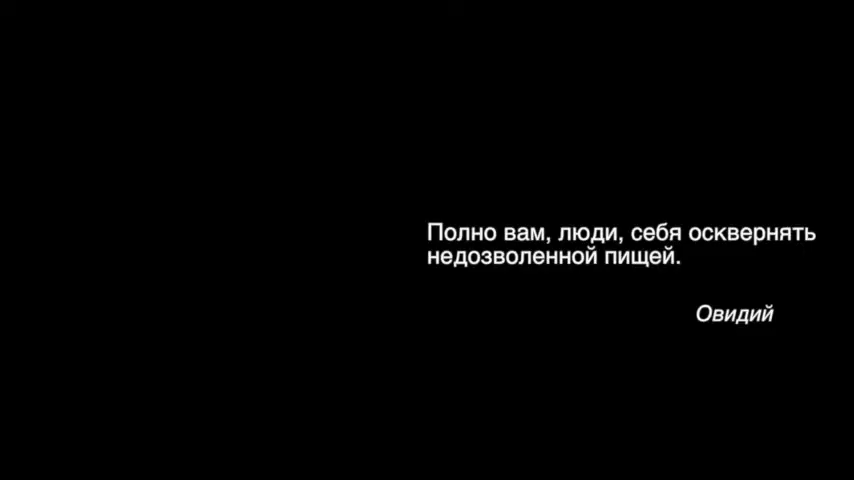 Полно вам, люди, себя осквернять
недозволенной пищей.
Овидий